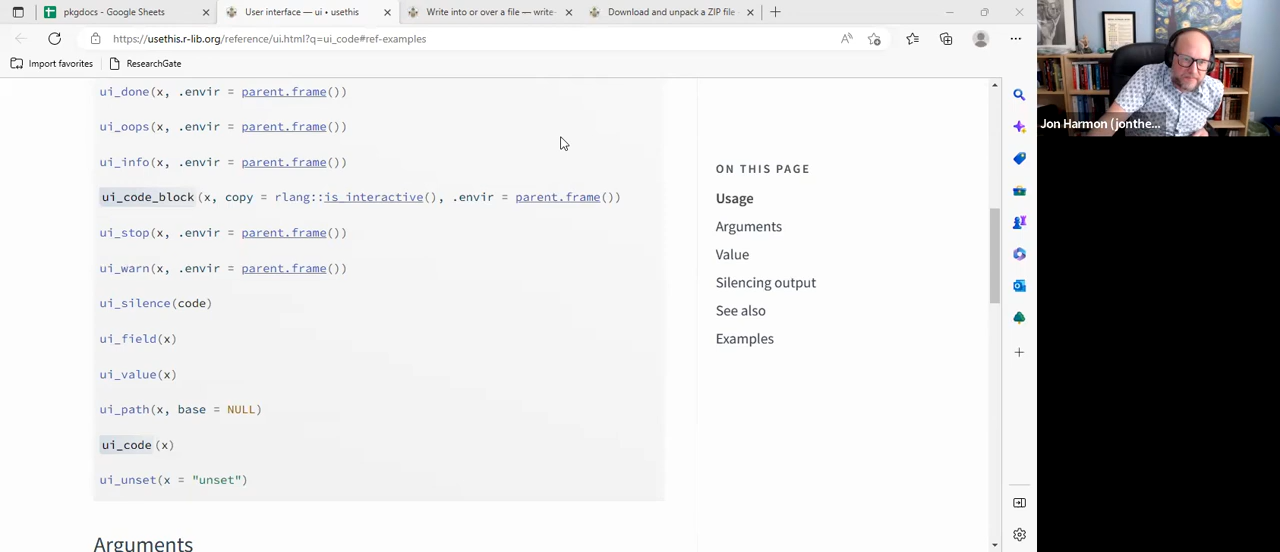 pkgdocs - Google Sheets
User interface — ui • usethis
Write into or over a file — write-
Download and unpack a ZIP file
https://usethis.r-lib.org/reference/ui.html?q=ui_code#ref-examp
Import favorites
ResearchGate
ui_done(x, .envir = parent.frame())
ui_oops(x, .envir = parent.frame())
ui_info(x, .envir = parent.frame())
ui_code_block(x, copy = rlang::is_interactive(), .envir = parent.frame())
ui_stop(x, .envir = parent.frame())
ui_warn(x, .envir = parent.frame())
ui_silence(code)
ui_field(x)
ui_value(x)
ui_path(x, base = NULL)
ui_code(x)
ui_unset(x = "unset")
Arguments
ON THIS PAGE
Usage
Arguments
Value
Silencing output
See also
Examples
Jon Harmon (jonthe...